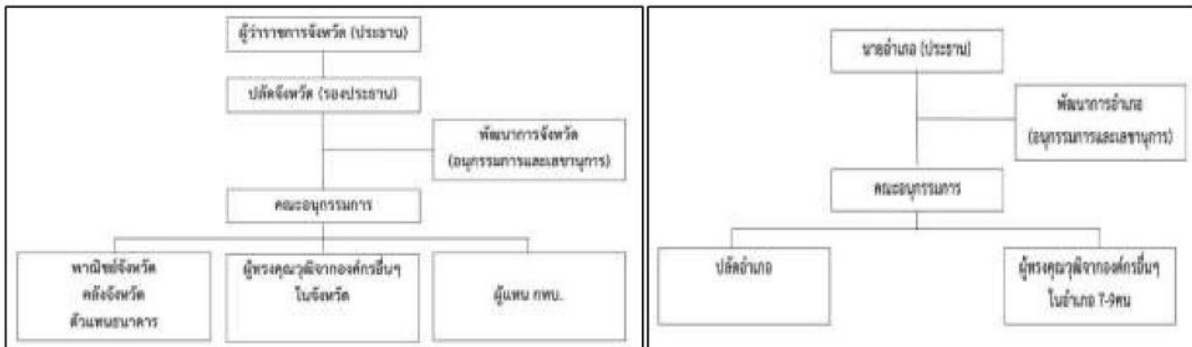 ผู้ว่าราชการจังหวัด (ประธาน)
ปลัดจังหวัด (รองประธาน)
พัฒนาการจังหวัด
(อนุกรรมการและเลขานุการ)
คณะอนุกรรมการ
พาณิชย์จังหวัด
คลังจังหวัด
ตัวแทนธนาคาร
ผู้ทรงคุณวุฒิจากองค์กรอื่นๆ
ในจังหวัด
ผู้แทน กทบ.
นายอำเภอ (ประธาน)
พัฒนาการอำเภอ
(อนุกรรมการและเลขานุการ)
คณะอนุกรรมการ
ปลัดอำเภอ
ผู้ทรงคุณวุฒิจากองค์กรอื่นๆ
ในอำเภอ 7-9คน